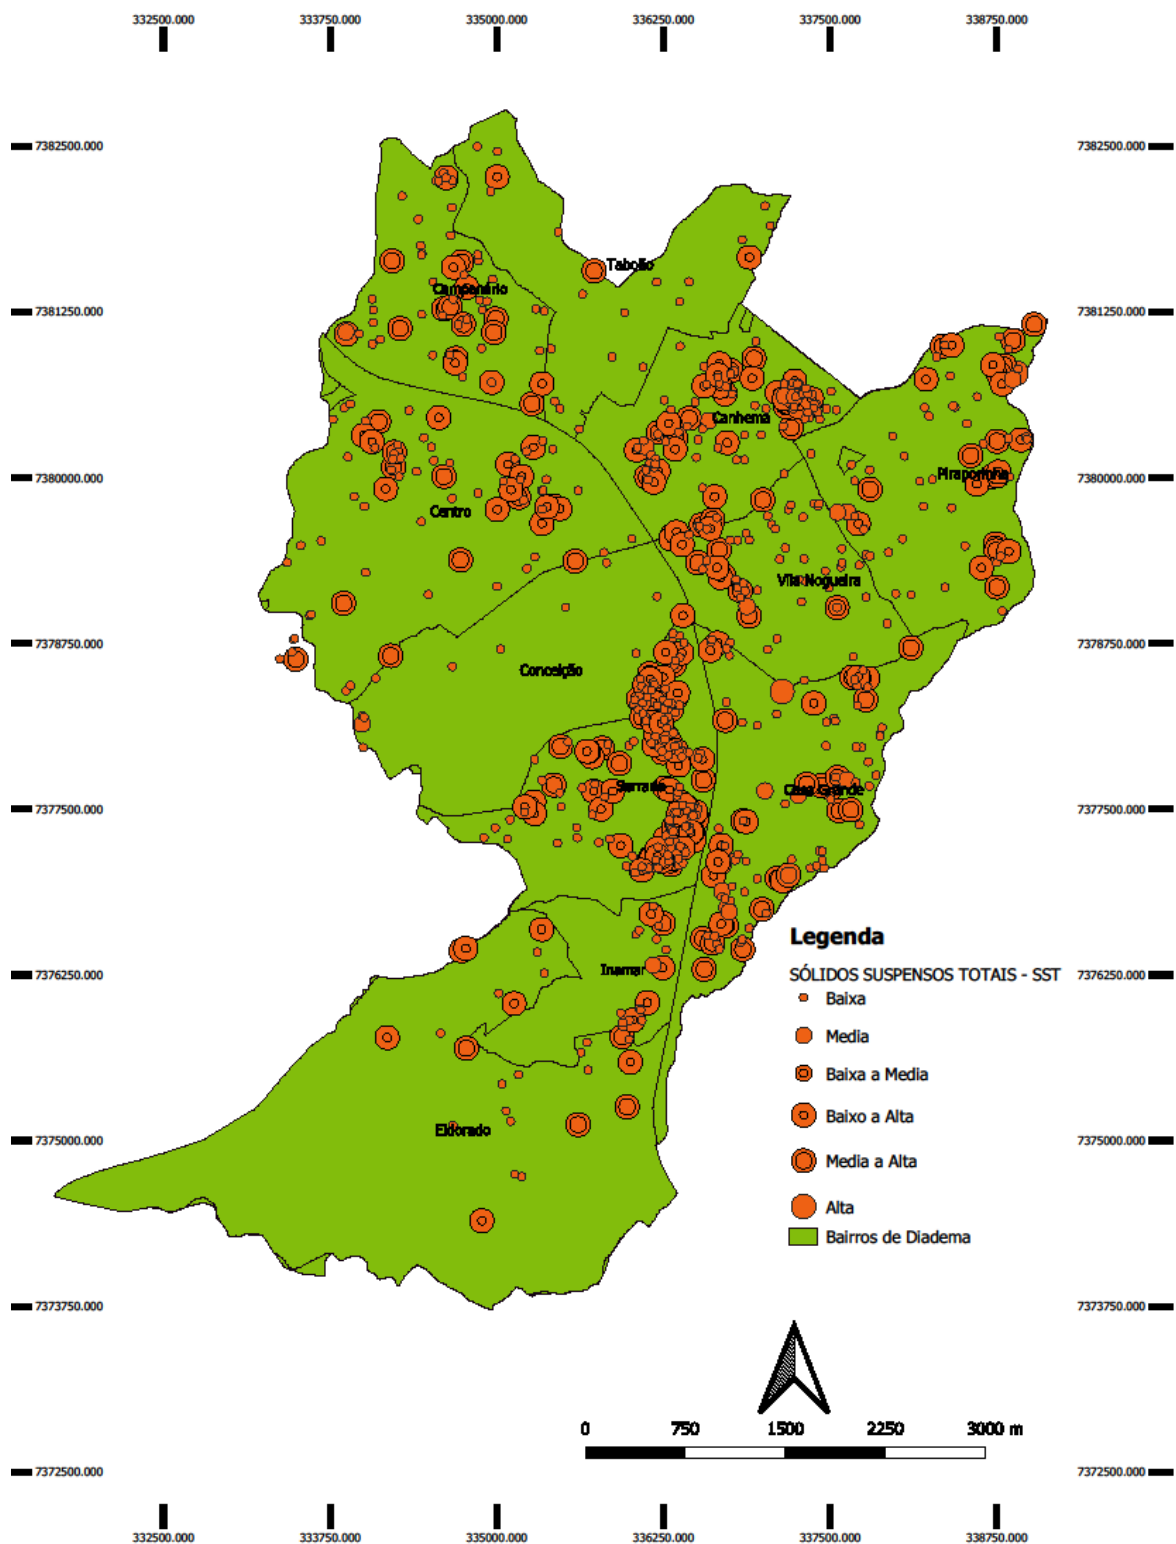 332500.000 333750.000 335000.000 336250.000 337500.000 338750.000
7382500.000 7382500.000
Taboão
Campanário
7381250.000 7381250.000
Canhema
Piraporinha
7380000.000 7380000.000
Centro
Vila Nogueira
7378750.000 7378750.000
Conceição
Serraria
Casa Grande
7377500.000 7377500.000
Legenda
Inamar
7376250.000 7376250.000
SÓLIDOS SUSPENSOS TOTAIS - SST
Baixa
Media
Baixa a Media
Baixo a Alta
Eldorado
7375000.000 7375000.000
Media a Alta
Alta
Bairros de Diadema
7373750.000 7373750.000
0 750 1500 2250 3000 m
7372500.000 7372500.000
332500.000 333750.000 335000.000 336250.000 337500.000 338750.000